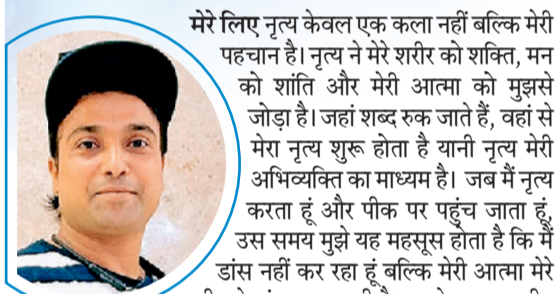 मेरे लिए नृत्य केवल एक कला नहीं बल्कि मेरी
पहचान है। नृत्य ने मेरे शरीर को शक्ति, मन
को शांति और मेरी आत्मा को मुझसे
जोड़ा है। जहां शब्द रुक जाते हैं, वहां से
मेरा नृत्य शुरू होता है यानी नृत्य मेरी
अभिव्यक्ति का माध्यम है। जब मैं नृत्य
करता हूं और पीक पर पहुंच जाता हूं,
उस समय मुझे यह महसूस होता है कि मैं
डांस नहीं कर रहा हूं बल्कि मेरी आत्मा मेरे